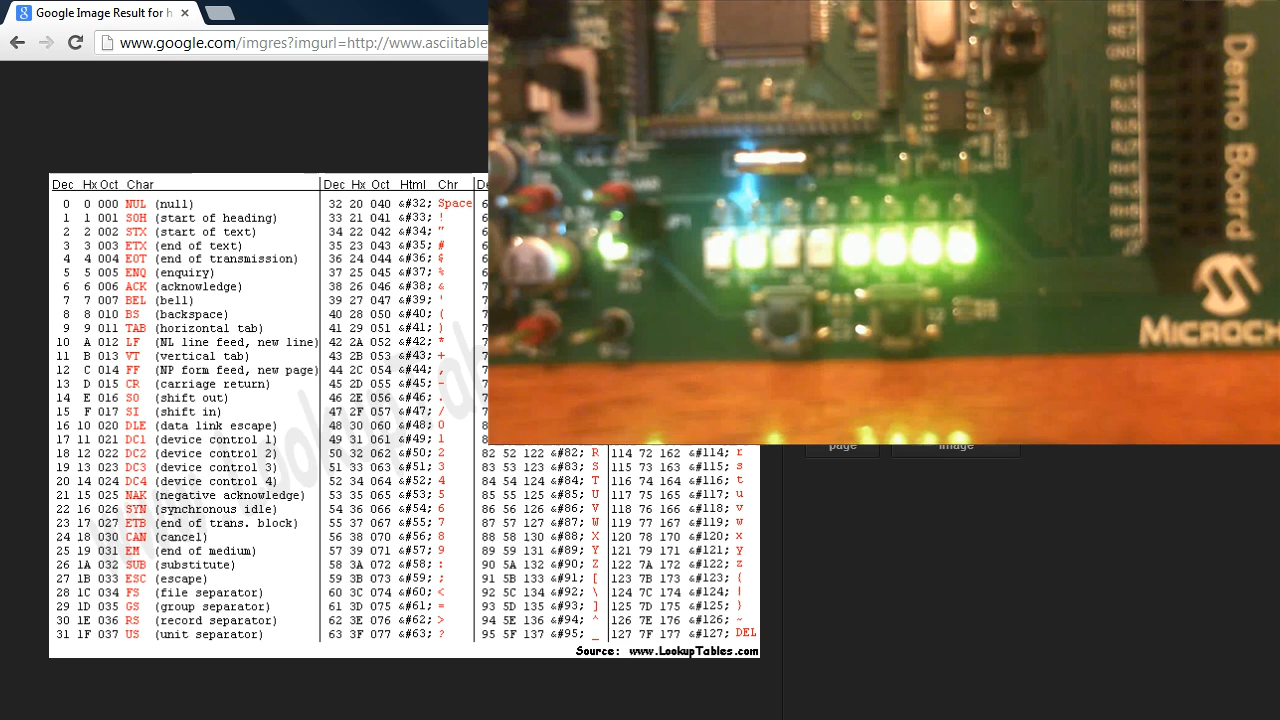 Google Image Result for h
www.google.com/imgres?imgurl=http://www.asciitable
Dec Hx Oct Char Dec Hx Oct Html Chr De
0 0 000 NUL (null) 32 20 040 &#32; Space 6
1 1 001 SOH (start of heading) 33 21 041 &#33; ! 6
2 2 002 STX (start of text) 34 22 042 &#34; " 6
3 3 003 ETX (end of text) 35 23 043 &#35; # 6
4 4 004 EOT (end of transmission) 36 24 044 &#36; $ 6
5 5 005 ENQ (enquiry) 37 25 045 &#37; % 6
6 6 006 ACK (acknowledge) 38 26 046 &#38; & 7
7 7 007 BEL (bell) 39 27 047 &#39; ' 7
8 8 010 BS (backspace) 40 28 050 &#40; ( 7
9 9 011 TAB (horizontal tab) 41 29 051 &#41; ) 7
10 A 012 LF (NL line feed, new line) 42 2A 052 &#42; * 7
11 B 013 VT (vertical tab) 43 2B 053 &#43; + 7
12 C 014 FF (NP form feed, new page) 44 2C 054 &#44; , 7
13 D 015 CR (carriage return) 45 2D 055 &#45; - 7
14 E 016 SO (shift out) 46 2E 056 &#46; . 7
15 F 017 SI (shift in) 47 2F 057 &#47; / 7
16 10 020 DLE (data link escape) 48 30 060 &#48; 0 8
17 11 021 DC1 (device control 1) 49 31 061 &#49; 1 8
18 12 022 DC2 (device control 2) 50 32 062 &#50; 2 82 52 122 &#82; R 114 72 162 &#114; r
19 13 023 DC3 (device control 3) 51 33 063 &#51; 3 83 53 123 &#83; S 115 73 163 &#115; s
20 14 024 DC4 (device control 4) 52 34 064 &#52; 4 84 54 124 &#84; T 116 74 164 &#116; t
21 15 025 NAK (negative acknowledge) 53 35 065 &#53; 5 85 55 125 &#85; U 117 75 165 &#117; u
22 16 026 SYN (synchronous idle) 54 36 066 &#54; 6 86 56 126 &#86; V 118 76 166 &#118; v
23 17 027 ETB (end of trans. block) 55 37 067 &#55; 7 87 57 127 &#87; W 119 77 167 &#119; w
24 18 030 CAN (cancel) 56 38 070 &#56; 8 88 58 130 &#88; X 120 78 170 &#120; x
25 19 031 EM (end of medium) 57 39 071 &#57; 9 89 59 131 &#89; Y 121 79 171 &#121; y
26 1A 032 SUB (substitute) 58 3A 072 &#58; : 90 5A 132 &#90; Z 122 7A 172 &#122; z
27 1B 033 ESC (escape) 59 3B 073 &#59; ; 91 5B 133 &#91; [ 123 7B 173 &#123; {
28 1C 034 FS (file separator) 60 3C 074 &#60; < 92 5C 134 &#92; \ 124 7C 174 &#124; |
29 1D 035 GS (group separator) 61 3D 075 &#61; = 93 5D 135 &#93; ] 125 7D 175 &#125; }
30 1E 036 RS (record separator) 62 3E 076 &#62; > 94 5E 136 &#94; ^ 126 7E 176 &#126; ~
31 1F 037 US (unit separator) 63 3F 077 &#63; ? 95 5F 137 &#95; _ 127 7F 177 &#127; DEL
Source: www.LookupTables.com
page image
Demo Board
MICROCH